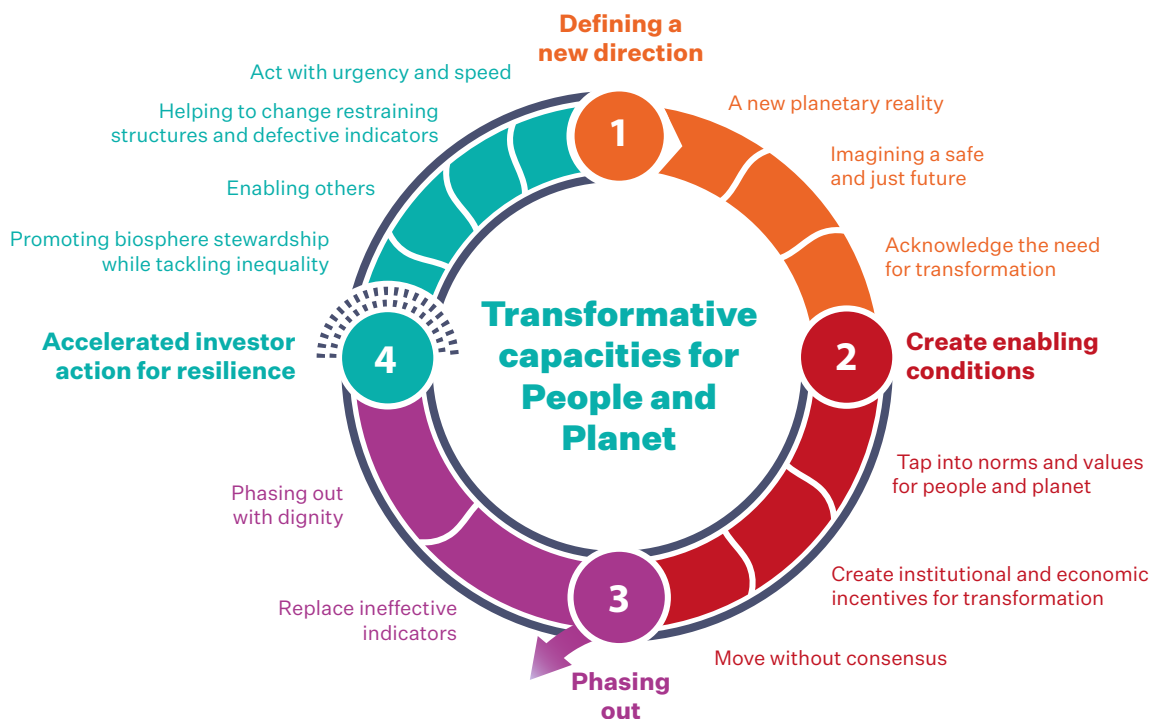 Defining a
new direction
1
A new planetary reality
Imagining a safe
and just future
Acknowledge the need
for transformation
2
Create enabling
conditions
Tap into norms and values
for people and planet
Create institutional and economic
incentives for transformation
Move without consensus
3
Phasing
out
Replace ineffective
indicators
Phasing out
with dignity
4
Accelerated investor
action for resilience
Promoting biosphere stewardship
while tackling inequality
Enabling others
Helping to change restraining
structures and defective indicators
Act with urgency and speed
Transformative
capacities for
People and
Planet